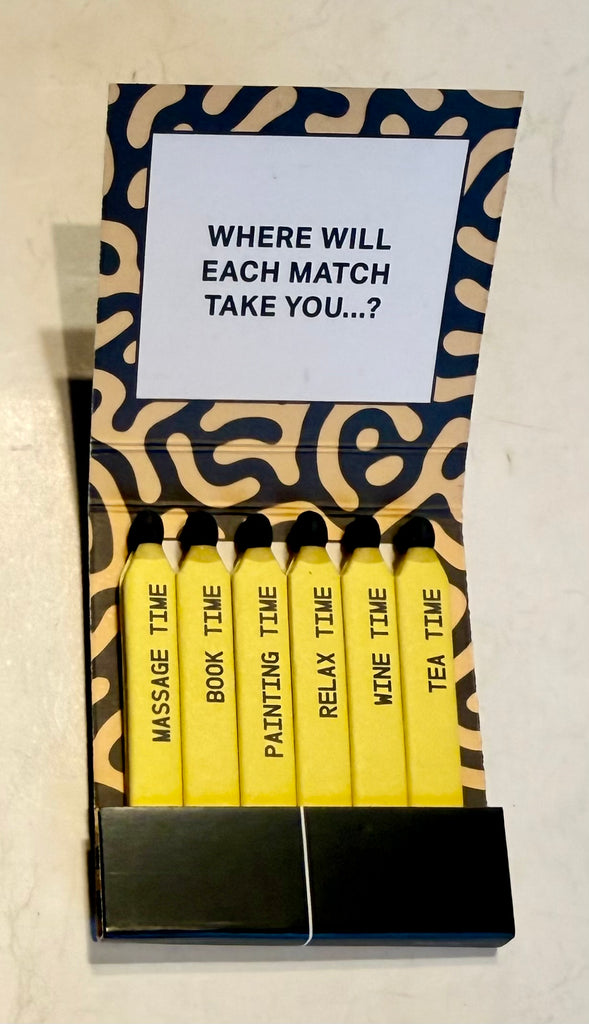 WHERE WILL
EACH MATCH
TAKE YOU...?
MASSAGE TIME
BOOK TIME
PAINTING TIME
RELAX TIME
WINE TIME
TEA TIME